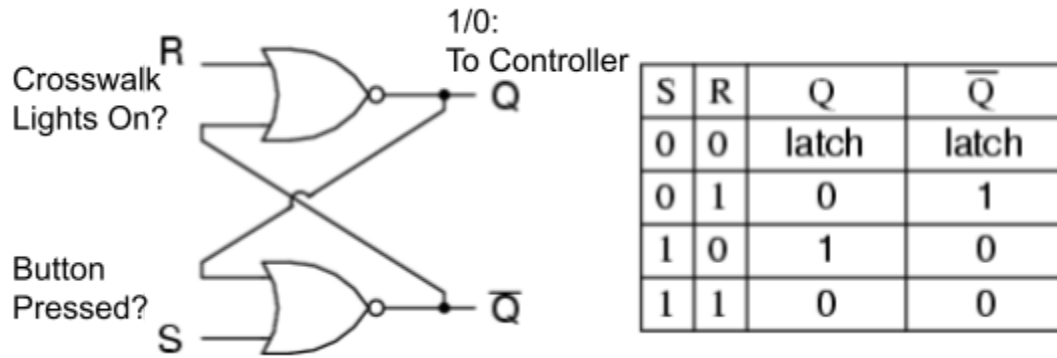 1/0:
To Controller
R
Crosswalk
Lights On?
Q
Button
Pressed?
Q̅
S
S R Q Q̅
0 0 latch latch
0 1 0 1
1 0 1 0
1 1 0 0